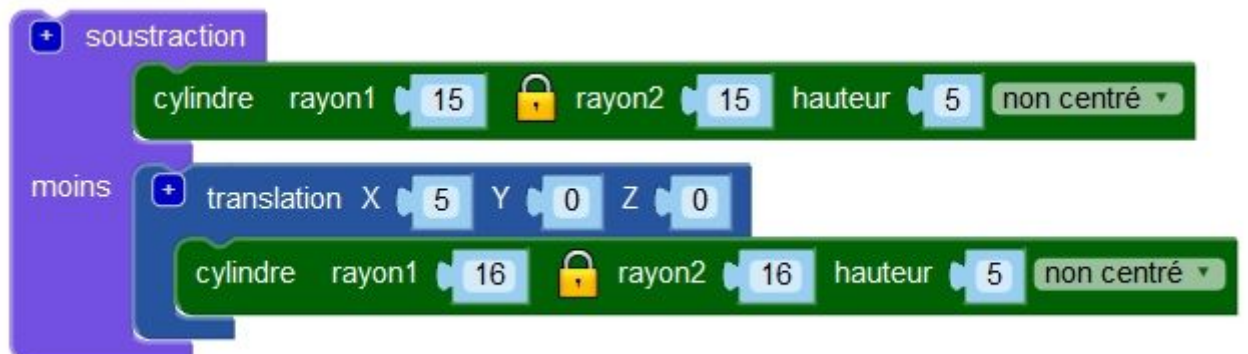 + soustraction
cylindre rayon1 15 rayon2 15 hauteur 5 non centré
moins + translation X 5 Y 0 Z 0
cylindre rayon1 16 rayon2 16 hauteur 5 non centré